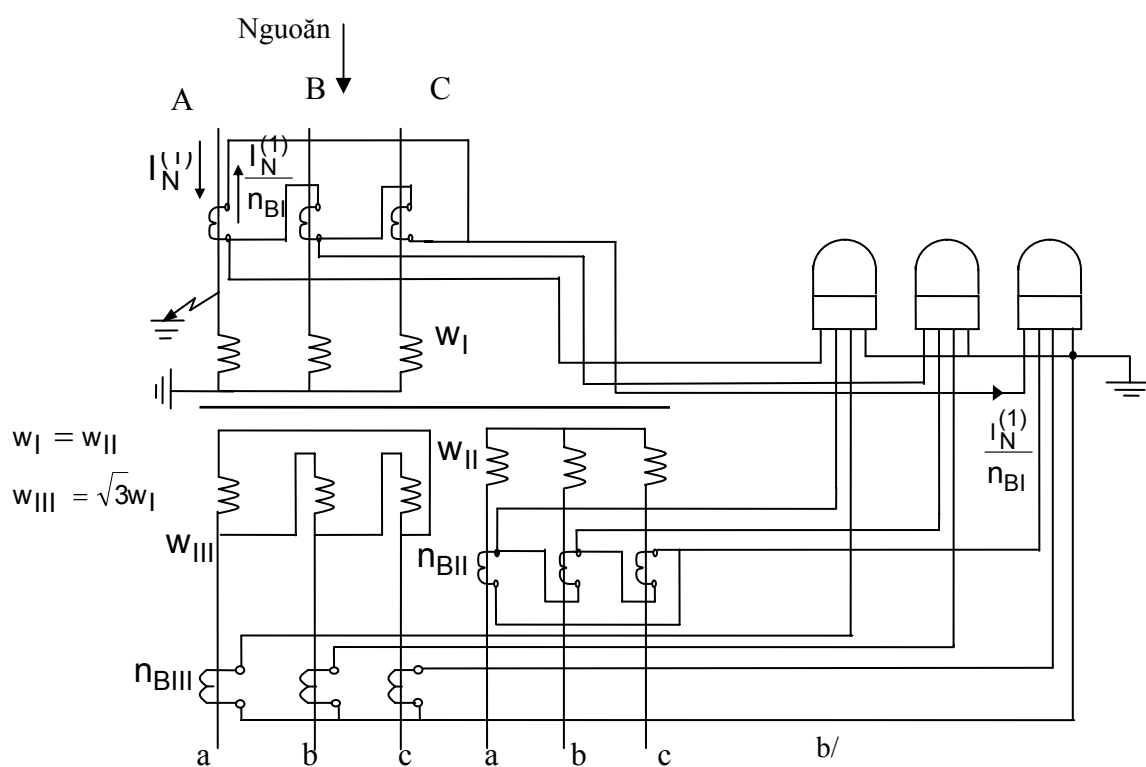 Nguoăn
A B C
I_N^(1)
I_N^(1)
n_BI
w_I
w_I = w_II
w_III = √3w_I
w_II
I_N^(1)
n_BI
w_III
n_BII
n_BIII
a b c a b c
b/